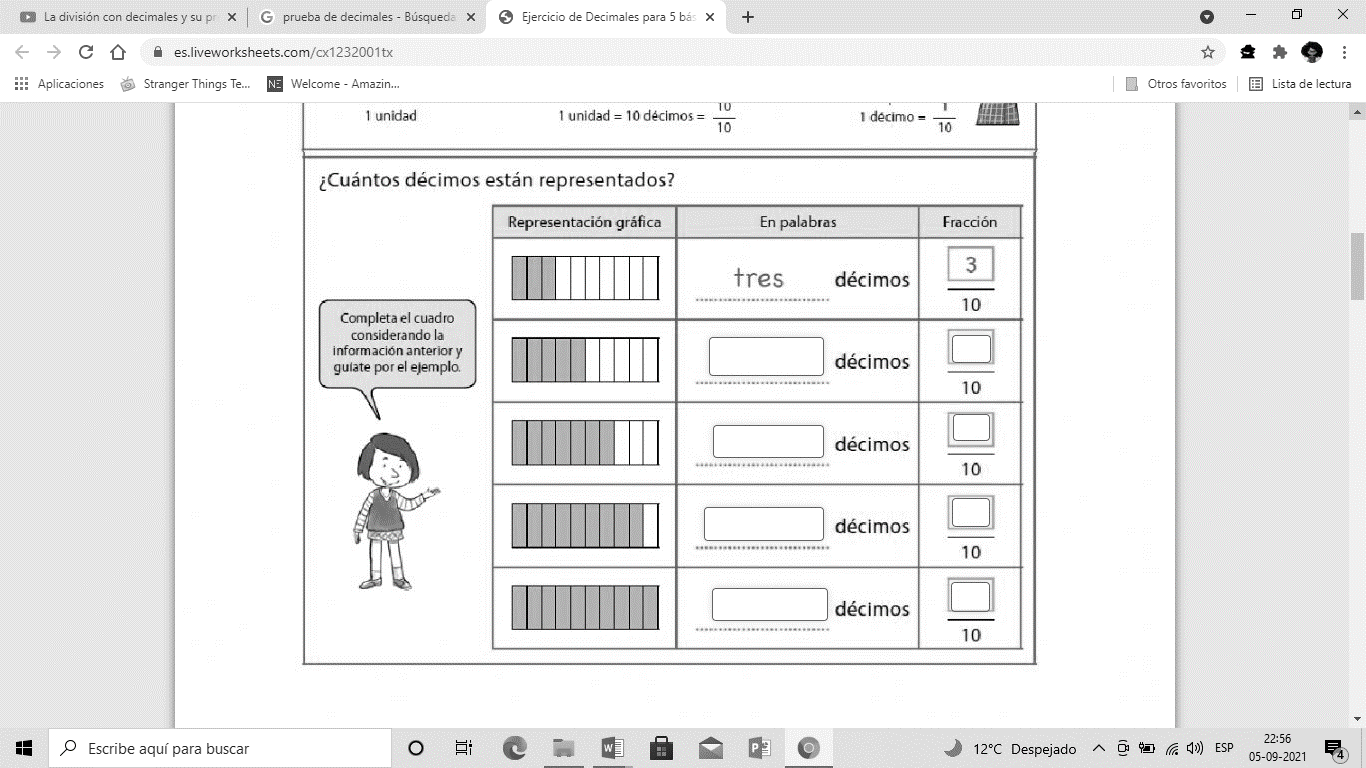 La división con decimales y su pr
prueba de decimales - Búsqueda
Ejercicio de Decimales para 5 bás
es.liveworksheets.com/cx1232001tx
Aplicaciones
Stranger Things Te...
NE
Welcome - Amazin...
Otros favoritos
Lista de lectura
1 unidad
1 unidad = 10 décimos = 10/10
1 décimo = 1/10
¿Cuántos décimos están representados?
Representación gráfica
En palabras
Fracción
tres décimos
3
10
Completa el cuadro
considerando la
información anterior y
guíate por el ejemplo.
décimos
10
décimos
10
décimos
10
décimos
10
Escribe aquí para buscar
12°C Despejado
ESP
22:56
05-09-2021
4